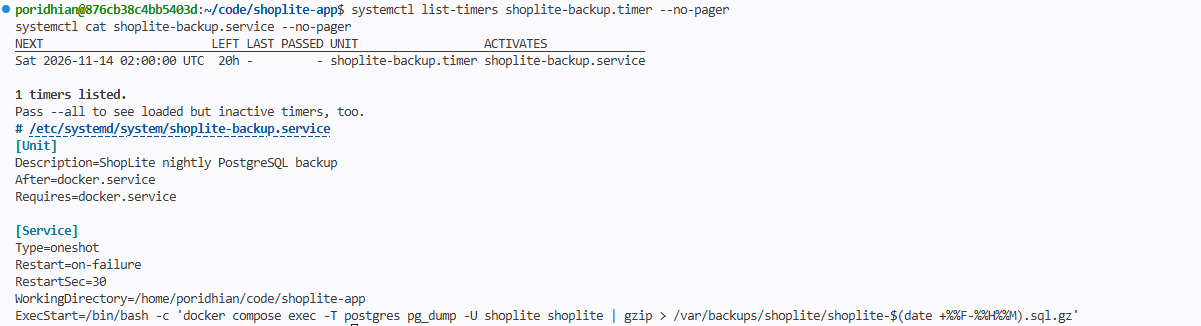 poridhian@876cb38c4bb5403d:~/code/shoplite-app$ systemctl list-timers shoplite-backup.timer --no-pager
systemctl cat shoplite-backup.service --no-pager
NEXT LEFT LAST PASSED UNIT ACTIVATES
Sat 2026-11-14 02:00:00 UTC 20h - - shoplite-backup.timer shoplite-backup.service
1 timers listed.
Pass --all to see loaded but inactive timers, too.
# /etc/systemd/system/shoplite-backup.service
[Unit]
Description=ShopLite nightly PostgreSQL backup
After=docker.service
Requires=docker.service
[Service]
Type=oneshot
Restart=on-failure
RestartSec=30
WorkingDirectory=/home/poridhian/code/shoplite-app
ExecStart=/bin/bash -c 'docker compose exec -T postgres pg_dump -U shoplite shoplite | gzip > /var/backups/shoplite/shoplite-$(date +%%F-%%H%%M).sql.gz'